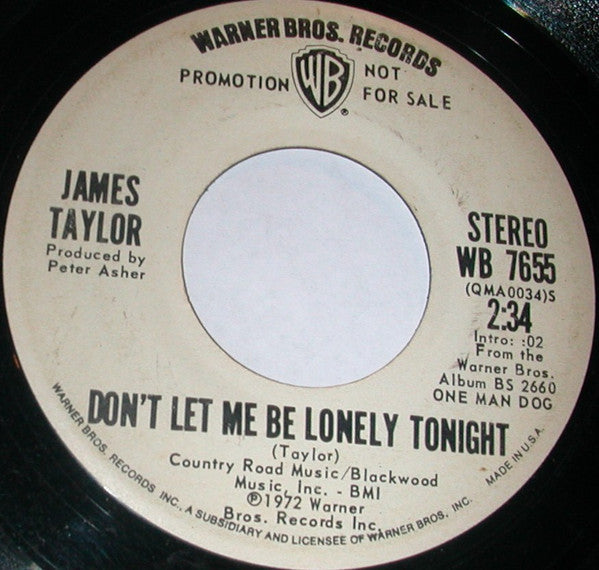 WARNER BROS. RECORDS
PROMOTION WB NOT
FOR SALE
®
JAMES
TAYLOR
Produced by
Peter Asher
STEREO
WB 7655
(QMA0034)S
2:34
Intro: :02
From the
Warner Bros.
Album BS 2660
ONE MAN DOG
DON'T LET ME BE LONELY TONIGHT
(Taylor)
Country Road Music/Blackwood
Music, Inc. - BMI
℗1972 Warner
Bros. Records Inc.
WARNER BROS. RECORDS INC., A SUBSIDIARY AND LICENSEE OF WARNER BROS. INC.
MADE IN U.S.A.